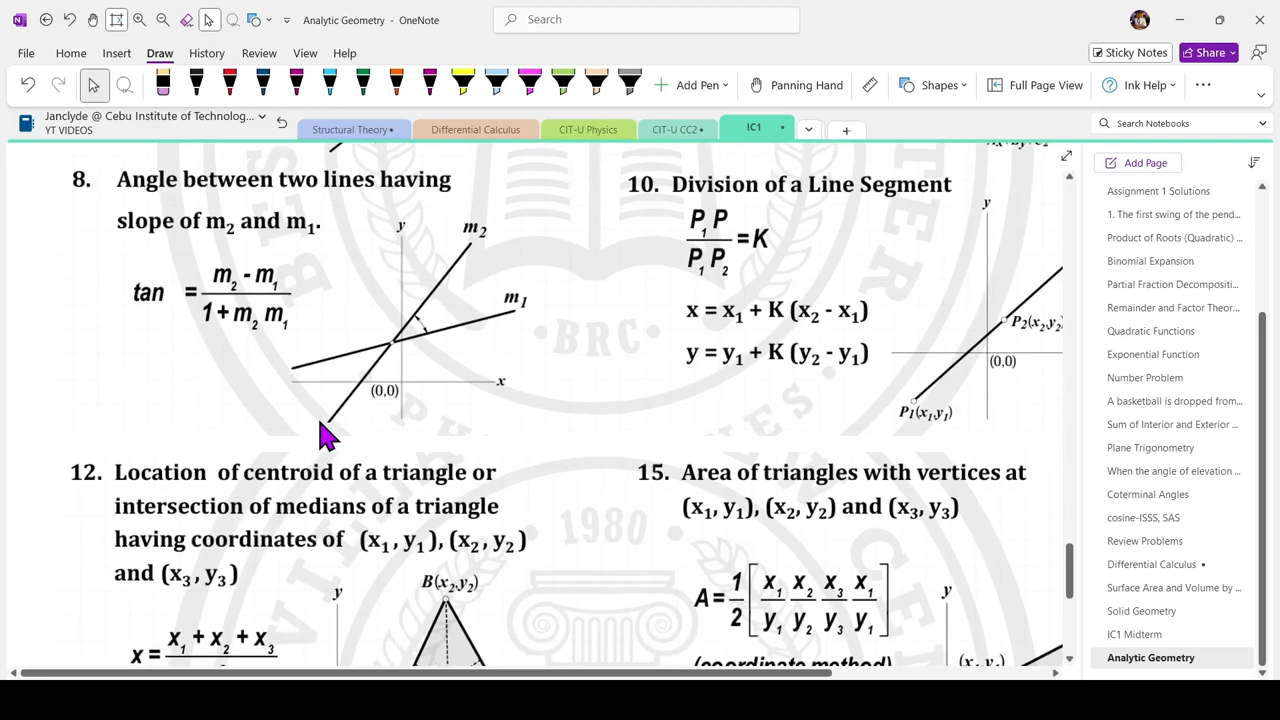 Analytic Geometry - OneNote
Search
File Home Insert Draw History Review View Help
Sticky Notes
Share
Add Pen
Panning Hand
Shapes
Full Page View
Ink Help
Janclyde @ Cebu Institute of Technolog...
YT VIDEOS
Structural Theory
Differential Calculus
CIT-U Physics
CIT-U CC2
IC1
+
Search Notebooks
8. Angle between two lines having
slope of m₂ and m₁.
tan = (m₂ - m₁) / (1 + m₂ m₁)
y
m₂
m₁
(0,0)
x
10. Division of a Line Segment
P₁P / P₁P₂ = K
x = x₁ + K (x₂ - x₁)
y = y₁ + K (y₂ - y₁)
y
P₂(x₂,y₂
(0,0)
P₁(x₁,y₁)
BRC
12. Location of centroid of a triangle or
intersection of medians of a triangle
having coordinates of (x₁, y₁), (x₂, y₂)
and (x₃, y₃)
x = x₁ + x₂ + x₃
y
B(x₂,y₂)
1980
15. Area of triangles with vertices at
(x₁, y₁), (x₂, y₂) and (x₃, y₃)
A = 1/2 [ x₁/y₁ x₂/y₂ x₃/y₃ x₁/y₁ ]
(coordinate method)
y
Add Page
Assignment 1 Solutions
1. The first swing of the pend...
Product of Roots (Quadratic) ...
Binomial Expansion
Partial Fraction Decompositi...
Remainder and Factor Theor...
Quadratic Functions
Exponential Function
Number Problem
A basketball is dropped from...
Sum of Interior and Exterior ...
Plane Trigonometry
When the angle of elevation ...
Coterminal Angles
cosine-ISSS, SAS
Review Problems
Differential Calculus
Surface Area and Volume by ...
Solid Geometry
IC1 Midterm
Analytic Geometry